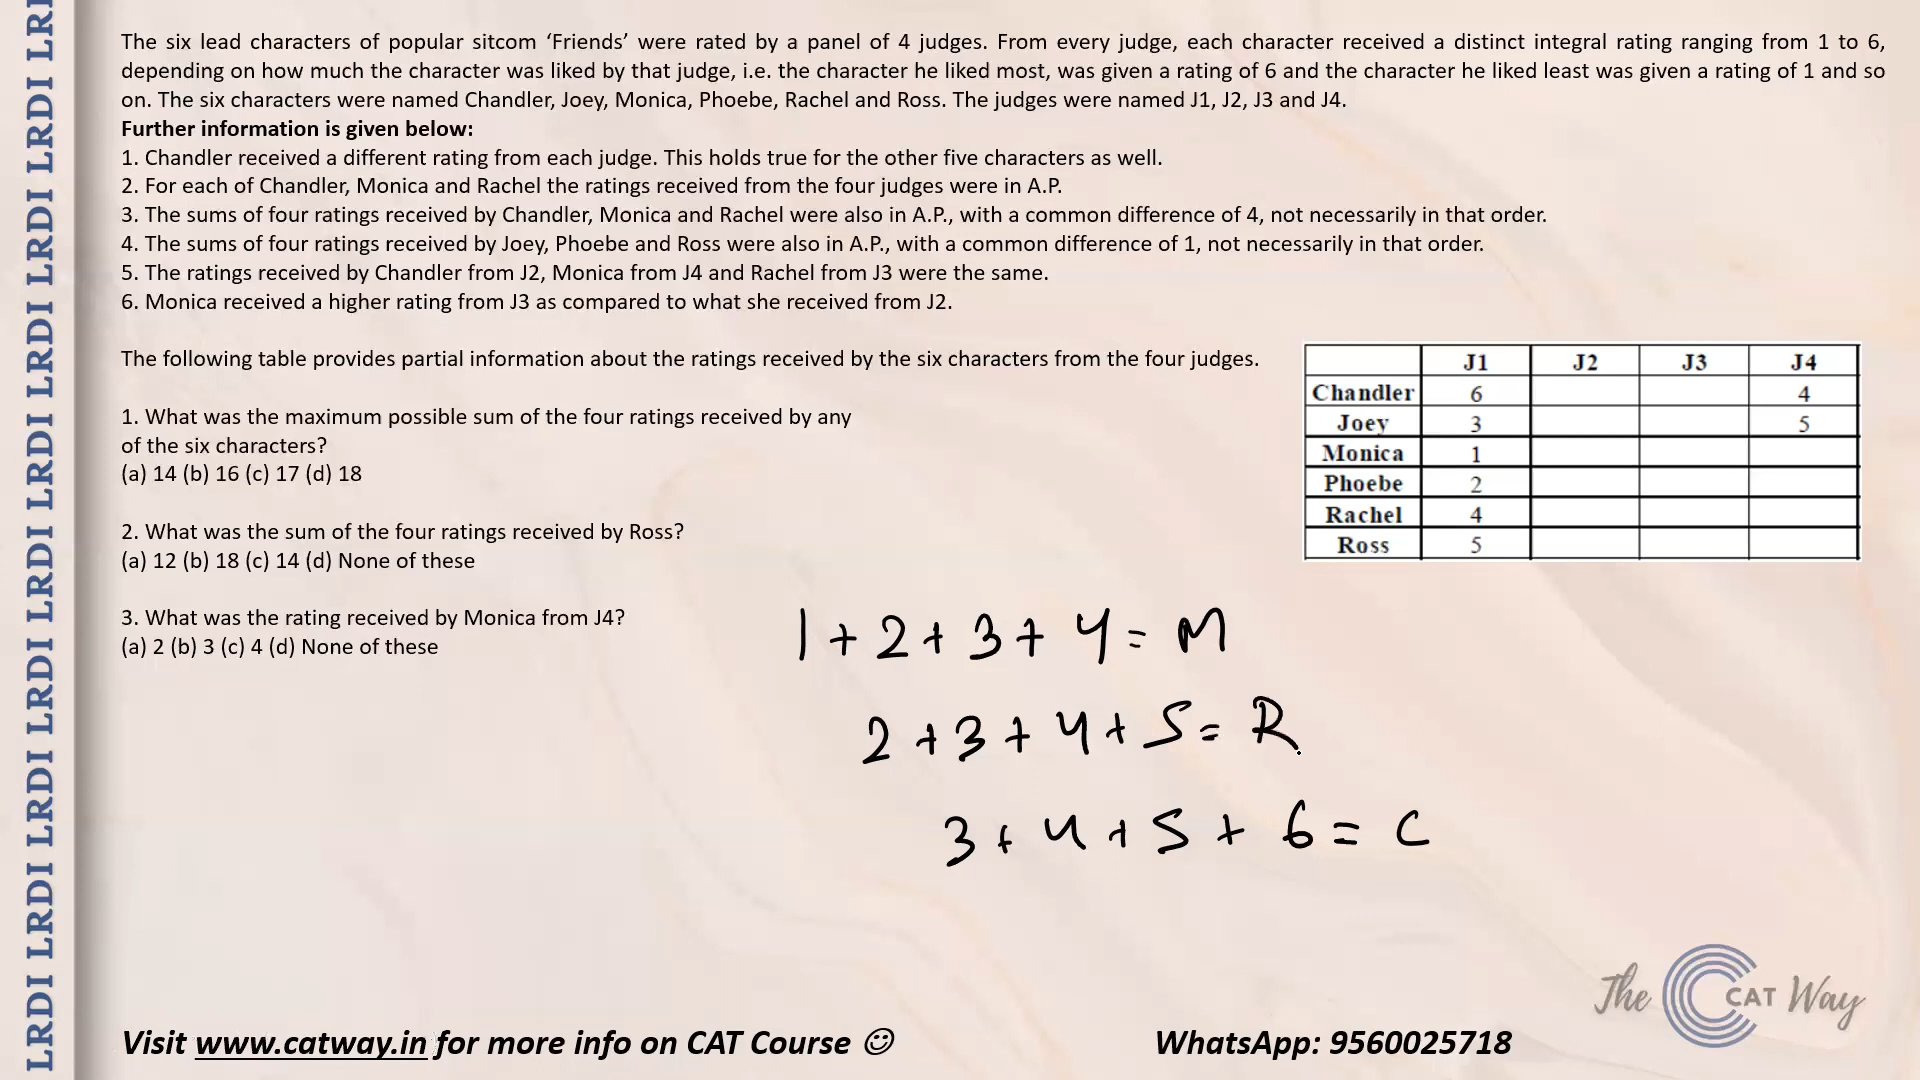 LRDI LRDI LRDI LRDI LRDI LRDI LRDI LRDI LRI
The six lead characters of popular sitcom ‘Friends’ were rated by a panel of 4 judges. From every judge, each character received a distinct integral rating ranging from 1 to 6,
depending on how much the character was liked by that judge, i.e. the character he liked most, was given a rating of 6 and the character he liked least was given a rating of 1 and so
on. The six characters were named Chandler, Joey, Monica, Phoebe, Rachel and Ross. The judges were named J1, J2, J3 and J4.
Further information is given below:
1. Chandler received a different rating from each judge. This holds true for the other five characters as well.
2. For each of Chandler, Monica and Rachel the ratings received from the four judges were in A.P.
3. The sums of four ratings received by Chandler, Monica and Rachel were also in A.P., with a common difference of 4, not necessarily in that order.
4. The sums of four ratings received by Joey, Phoebe and Ross were also in A.P., with a common difference of 1, not necessarily in that order.
5. The ratings received by Chandler from J2, Monica from J4 and Rachel from J3 were the same.
6. Monica received a higher rating from J3 as compared to what she received from J2.
The following table provides partial information about the ratings received by the six characters from the four judges.
1. What was the maximum possible sum of the four ratings received by any
of the six characters?
(a) 14 (b) 16 (c) 17 (d) 18
2. What was the sum of the four ratings received by Ross?
(a) 12 (b) 18 (c) 14 (d) None of these
3. What was the rating received by Monica from J4?
(a) 2 (b) 3 (c) 4 (d) None of these
J1 J2 J3 J4
Chandler 6 4
Joey 3 5
Monica 1
Phoebe 2
Rachel 4
Ross 5
1 + 2 + 3 + 4 = M
2 + 3 + 4 + 5 = R
3 + 4 + 5 + 6 = C
The CAT Way
Visit www.catway.in for more info on CAT Course ☺
WhatsApp: 9560025718